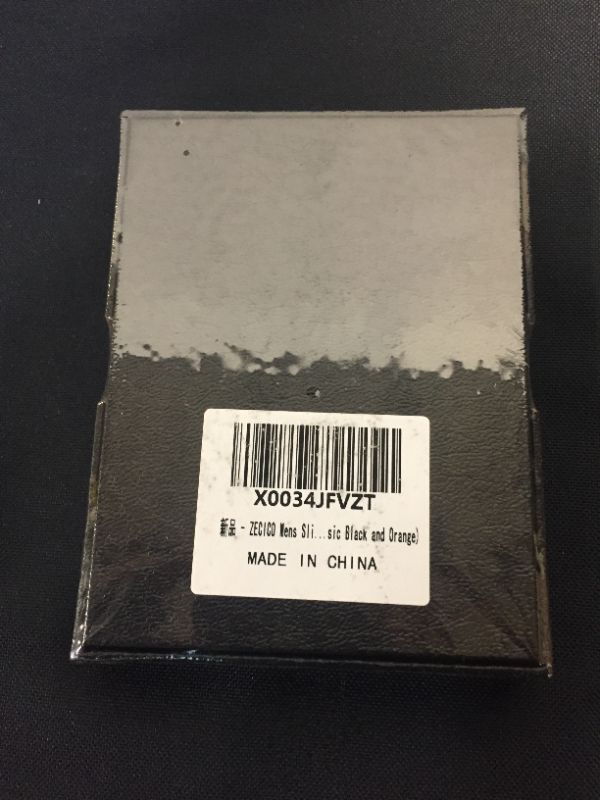 X0034JFVZT
新品 - ZECICO Mens Sli...sic Black and Orange)
MADE IN CHINA